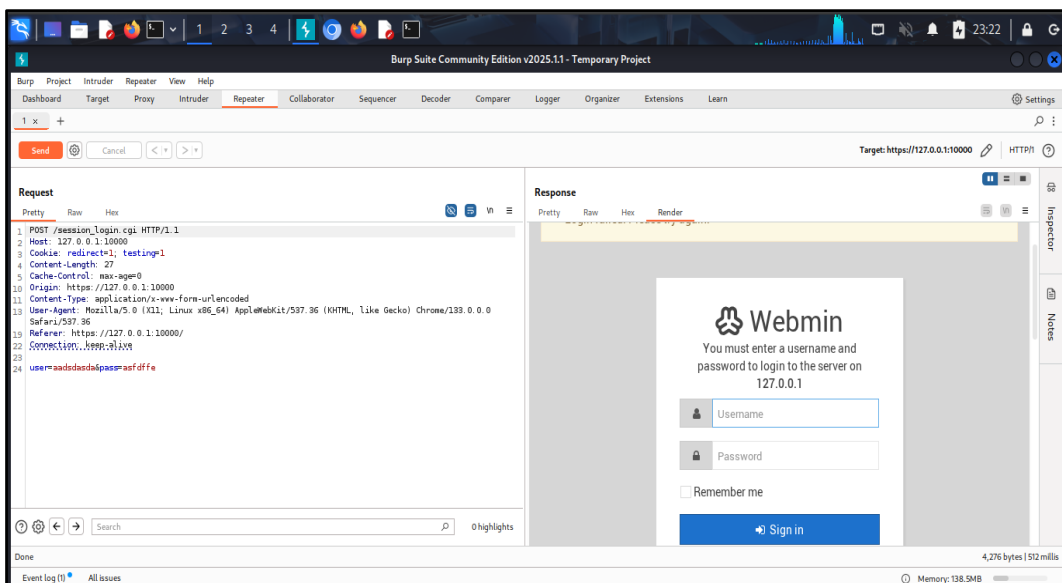 1 2 3 4 23:22
Burp Suite Community Edition v2025.1.1 - Temporary Project
Burp Project Intruder Repeater View Help
Dashboard Target Proxy Intruder Repeater Collaborator Sequencer Decoder Comparer Logger Organizer Extensions Learn Settings
1 × +
Send Cancel < > Target: https://127.0.0.1:10000 HTTP/1
Request
Pretty Raw Hex
1 POST /session_login.cgi HTTP/1.1
2 Host: 127.0.0.1:10000
3 Cookie: redirect=1; testing=1
4 Content-Length: 27
5 Cache-Control: max-age=0
10 Origin: https://127.0.0.1:10000
11 Content-Type: application/x-www-form-urlencoded
13 User-Agent: Mozilla/5.0 (X11; Linux x86_64) AppleWebKit/537.36 (KHTML, like Gecko) Chrome/133.0.0.0
Safari/537.36
19 Referer: https://127.0.0.1:10000/
22 Connection: keep-alive
23
24 user=aadsdasda&pass=asfdffe
Search 0 highlights
Response
Pretty Raw Hex Render
Webmin
You must enter a username and
password to login to the server on
127.0.0.1
Username
Password
Remember me
Sign in
Inspector
Notes
Done 4,276 bytes | 512 millis
Event log (1) All issues Memory: 138.5MB